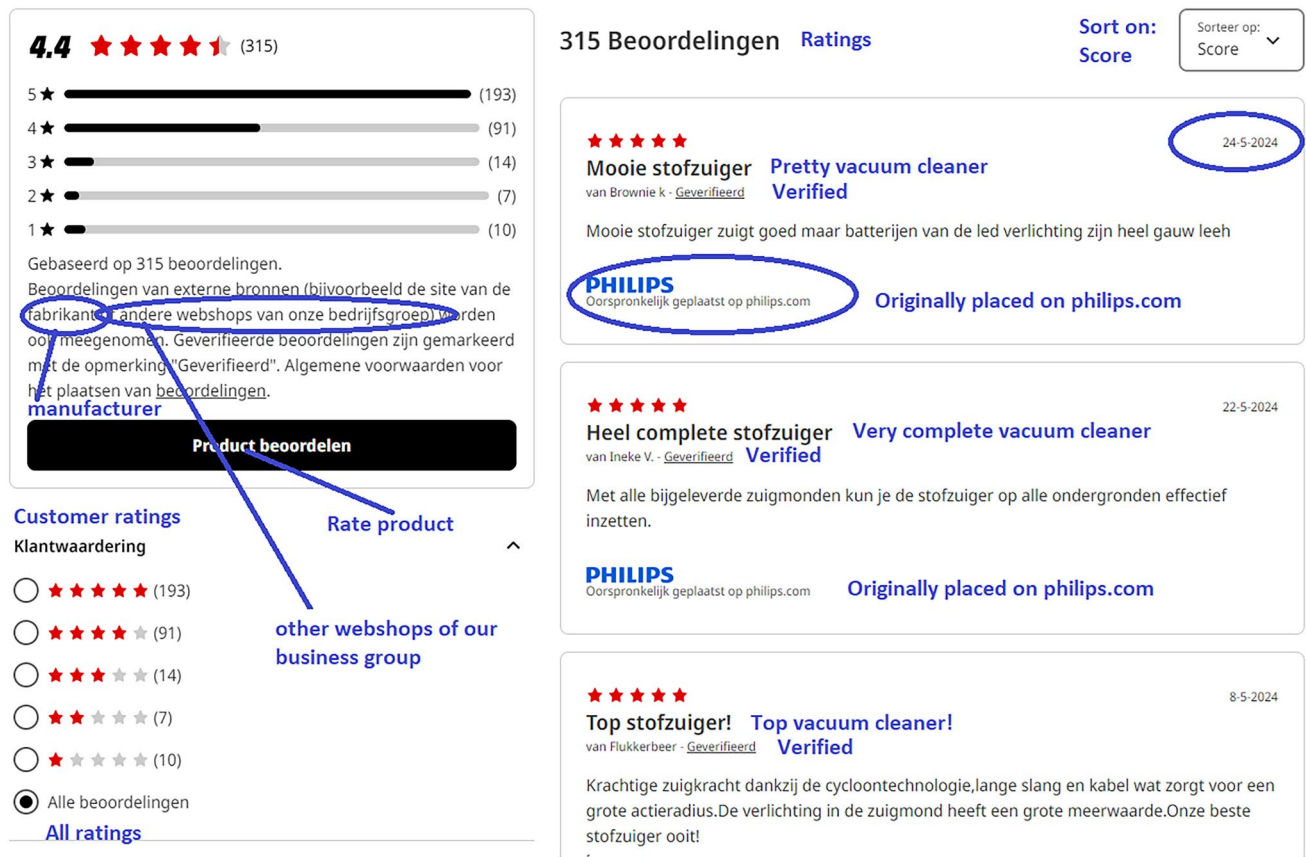 4.4 (315)
5 (193)
4 (91)
3 (14)
2 (7)
1 (10)
Gebaseerd op 315 beoordelingen.
Beoordelingen van externe bronnen (bijvoorbeeld de site van de
fabrikant andere webshops van onze bedrijfsgroep) worden
ook meegenomen. Geverifieerde beoordelingen zijn gemarkeerd
met de opmerking "Geverifieerd". Algemene voorwaarden voor
het plaatsen van beoordelingen.
manufacturer
Product beoordelen
Customer ratings
Rate product
Klantwaardering
(193)
(91)
(14)
(7)
(10)
other webshops of our
business group
Alle beoordelingen
All ratings
315 Beoordelingen Ratings
Sort on:
Score
Sorteer op:
Score
24-5-2024
Mooie stofzuiger Pretty vacuum cleaner
van Brownie k - Geverifieerd Verified
Mooie stofzuiger zuigt goed maar batterijen van de led verlichting zijn heel gauw leeh
PHILIPS
Oorspronkelijk geplaatst op philips.com Originally placed on philips.com
22-5-2024
Heel complete stofzuiger Very complete vacuum cleaner
van Ineke V. - Geverifieerd Verified
Met alle bijgeleverde zuigmonden kun je de stofzuiger op alle ondergronden effectief
inzetten.
PHILIPS
Oorspronkelijk geplaatst op philips.com Originally placed on philips.com
8-5-2024
Top stofzuiger! Top vacuum cleaner!
van Flukkerbeer - Geverifieerd Verified
Krachtige zuigkracht dankzij de cycloontechnologie,lange slang en kabel wat zorgt voor een
grote actieradius.De verlichting in de zuigmond heeft een grote meerwaarde.Onze beste
stofzuiger ooit!